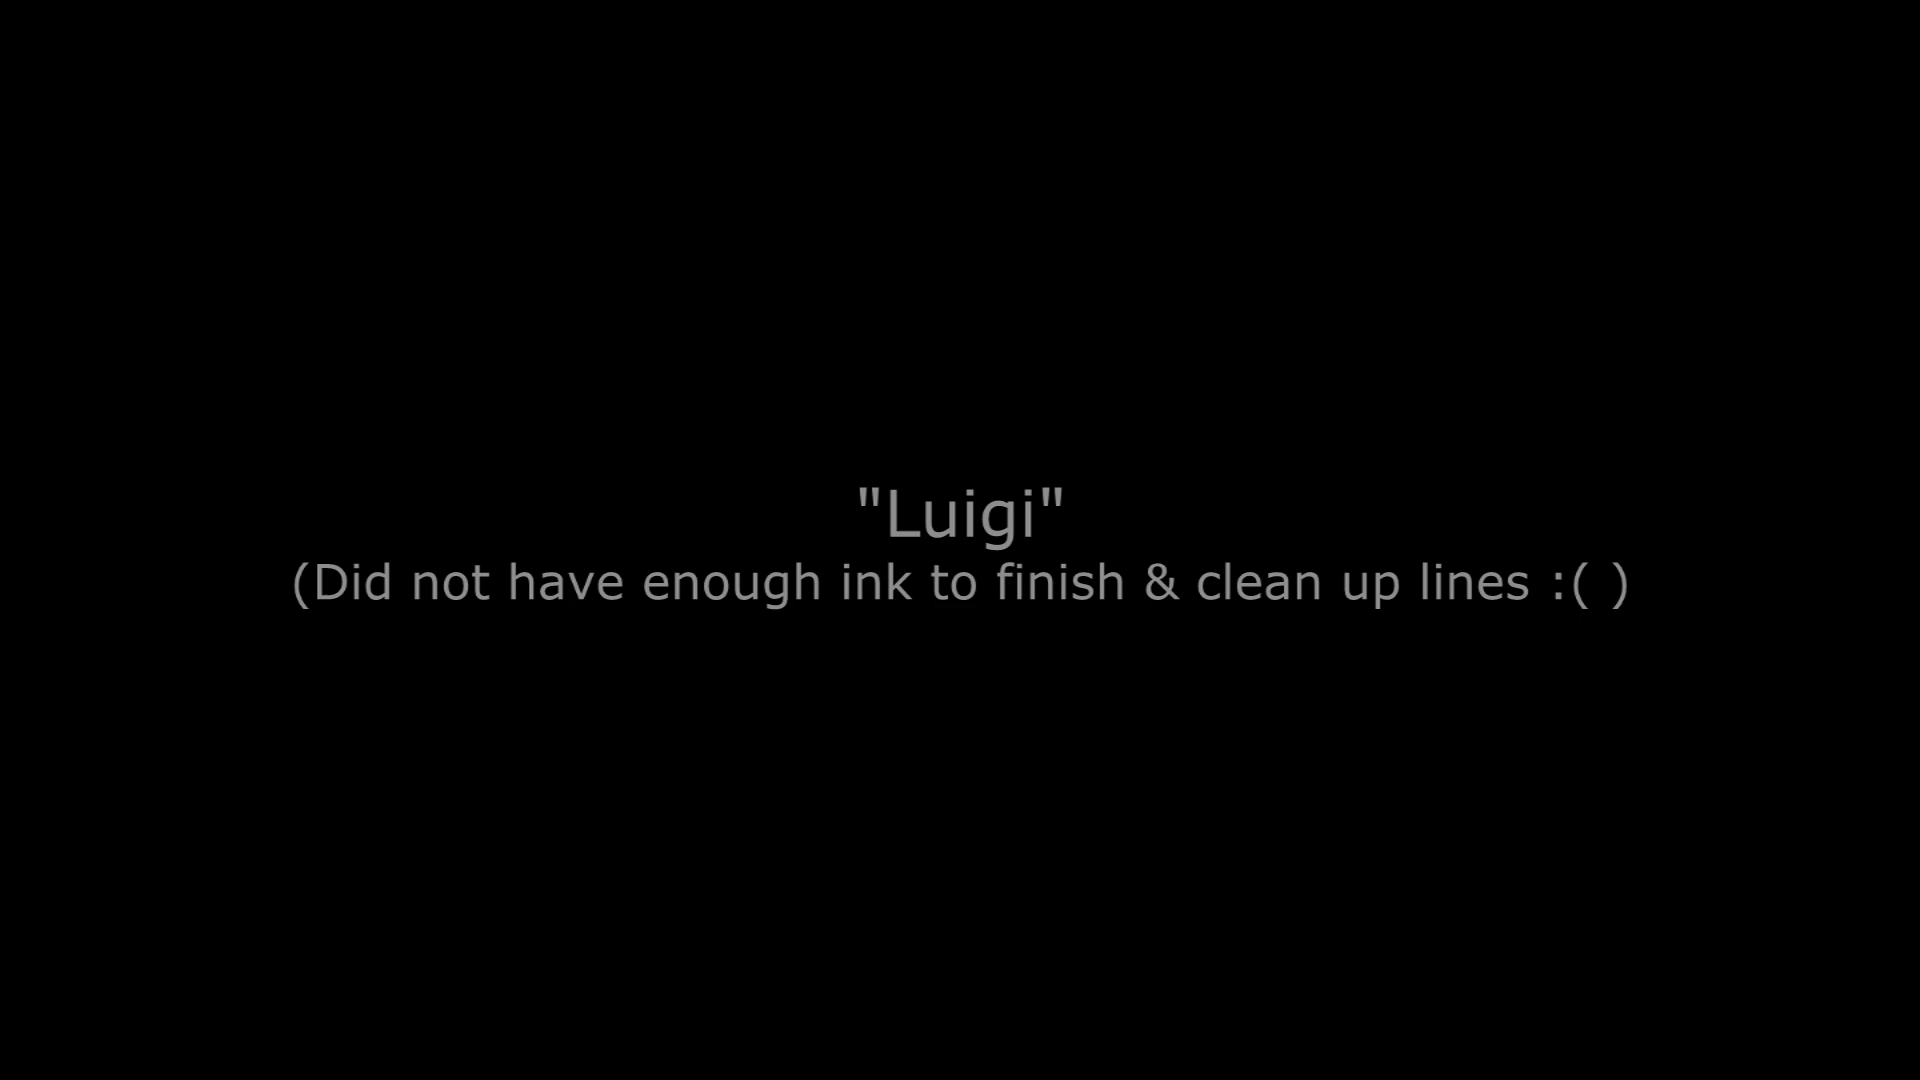 "Luigi"
(Did not have enough ink to finish & clean up lines :( )